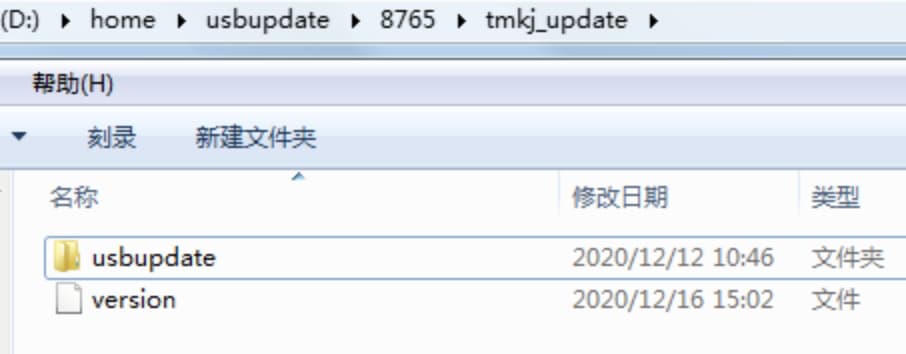 (D:) ▸ home ▸ usbupdate ▸ 8765 ▸ tmkj_update ▸
帮助(H)
刻录 新建文件夹
名称 修改日期 类型
usbupdate 2020/12/12 10:46 文件夹
version 2020/12/16 15:02 文件